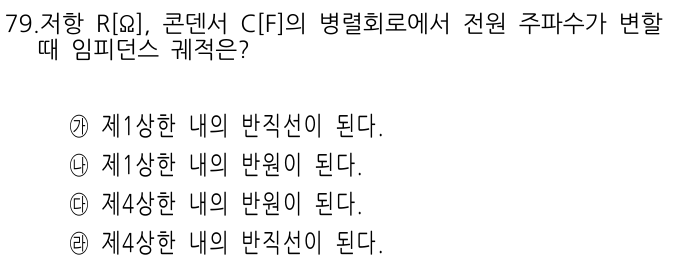 79.저항 R[Ω], 콘덴서 C[F]의 병렬회로에서 전원 주파수가 변할
때 임피던스 궤적은?
㉮ 제1상한 내의 반직선이 된다.
㉯ 제1상한 내의 반원이 된다.
㉰ 제4상한 내의 반원이 된다.
㉱ 제4상한 내의 반직선이 된다.